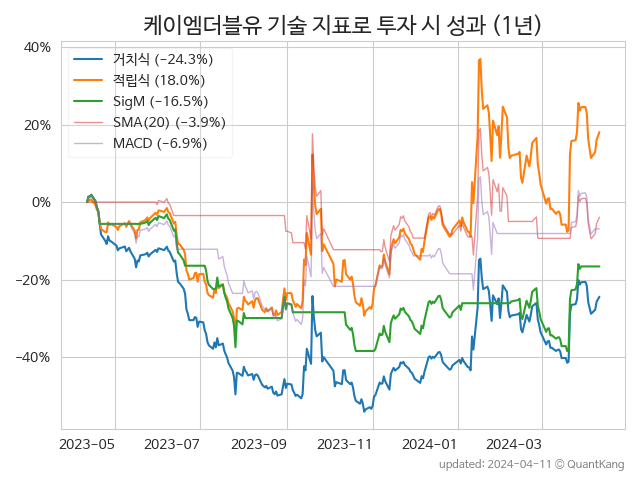 케이엠더블유 기술 지표로 투자 시 성과 (1년)
거치식 (−24.3%)
적립식 (18.0%)
SigM (−16.5%)
SMA(20) (−3.9%)
MACD (−6.9%)
40%
20%
0%
−20%
−40%
2023-05 2023-07 2023-09 2023-11 2024-01 2024-03
updated: 2024-04-11 © QuantKang